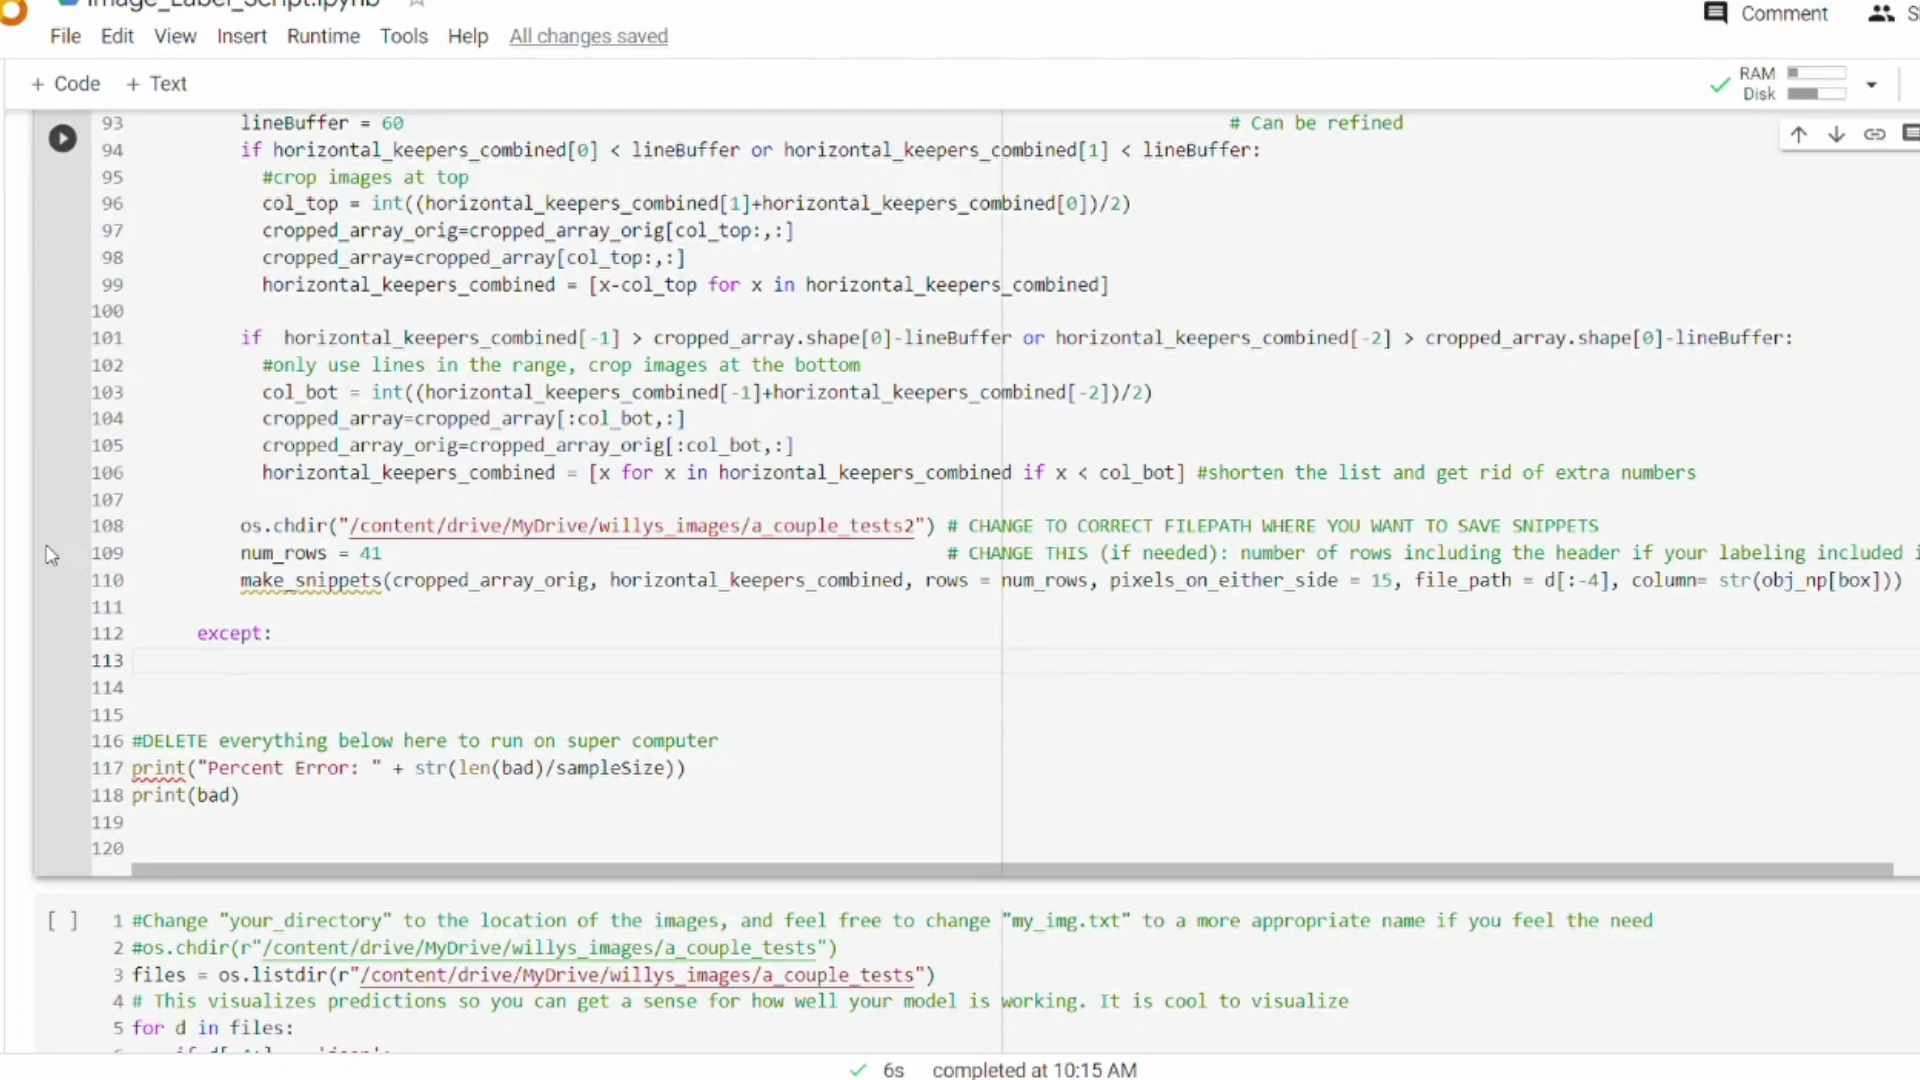 Image_Label_Script.ipynb
Comment
File Edit View Insert Runtime Tools Help All changes saved
+ Code + Text
RAM
Disk
93 lineBuffer = 60 # Can be refined
94 if horizontal_keepers_combined[0] < lineBuffer or horizontal_keepers_combined[1] < lineBuffer:
95 #crop images at top
96 col_top = int((horizontal_keepers_combined[1]+horizontal_keepers_combined[0])/2)
97 cropped_array_orig=cropped_array_orig[col_top:,:]
98 cropped_array=cropped_array[col_top:,:]
99 horizontal_keepers_combined = [x-col_top for x in horizontal_keepers_combined]
100
101 if horizontal_keepers_combined[-1] > cropped_array.shape[0]-lineBuffer or horizontal_keepers_combined[-2] > cropped_array.shape[0]-lineBuffer:
102 #only use lines in the range, crop images at the bottom
103 col_bot = int((horizontal_keepers_combined[-1]+horizontal_keepers_combined[-2])/2)
104 cropped_array=cropped_array[:col_bot,:]
105 cropped_array_orig=cropped_array_orig[:col_bot,:]
106 horizontal_keepers_combined = [x for x in horizontal_keepers_combined if x < col_bot] #shorten the list and get rid of extra numbers
107
108 os.chdir("/content/drive/MyDrive/willys_images/a_couple_tests2") # CHANGE TO CORRECT FILEPATH WHERE YOU WANT TO SAVE SNIPPETS
109 num_rows = 41 # CHANGE THIS (if needed): number of rows including the header if your labeling included
110 make_snippets(cropped_array_orig, horizontal_keepers_combined, rows = num_rows, pixels_on_either_side = 15, file_path = d[:-4], column= str(obj_np[box]))
111
112 except:
113
114
115
116 #DELETE everything below here to run on super computer
117 print("Percent Error: " + str(len(bad)/sampleSize))
118 print(bad)
119
120
[ ] 1 #Change "your_directory" to the location of the images, and feel free to change "my_img.txt" to a more appropriate name if you feel the need
2 #os.chdir(r"/content/drive/MyDrive/willys_images/a_couple_tests")
3 files = os.listdir(r"/content/drive/MyDrive/willys_images/a_couple_tests")
4 # This visualizes predictions so you can get a sense for how well your model is working. It is cool to visualize
5 for d in files:
6s completed at 10:15 AM